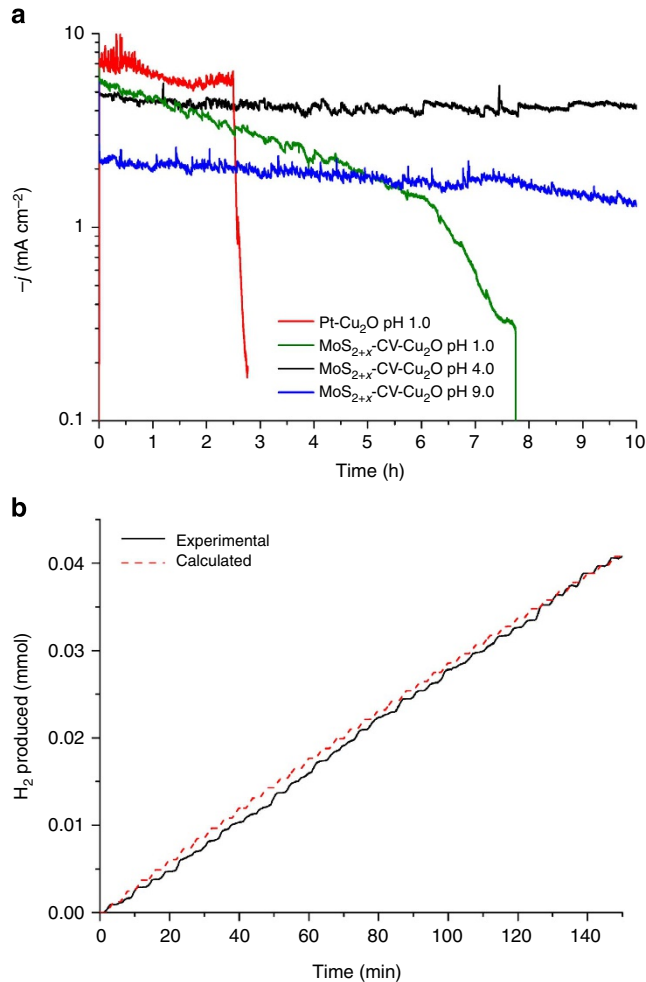 a
10
1
0.1
−j (mA cm⁻²)
Pt-Cu₂O pH 1.0
MoS₂₊ₓ-CV-Cu₂O pH 1.0
MoS₂₊ₓ-CV-Cu₂O pH 4.0
MoS₂₊ₓ-CV-Cu₂O pH 9.0
0 1 2 3 4 5 6 7 8 9 10
Time (h)
b
Experimental
Calculated
0.04
0.03
0.02
0.01
0.00
H₂ produced (mmol)
0 20 40 60 80 100 120 140
Time (min)